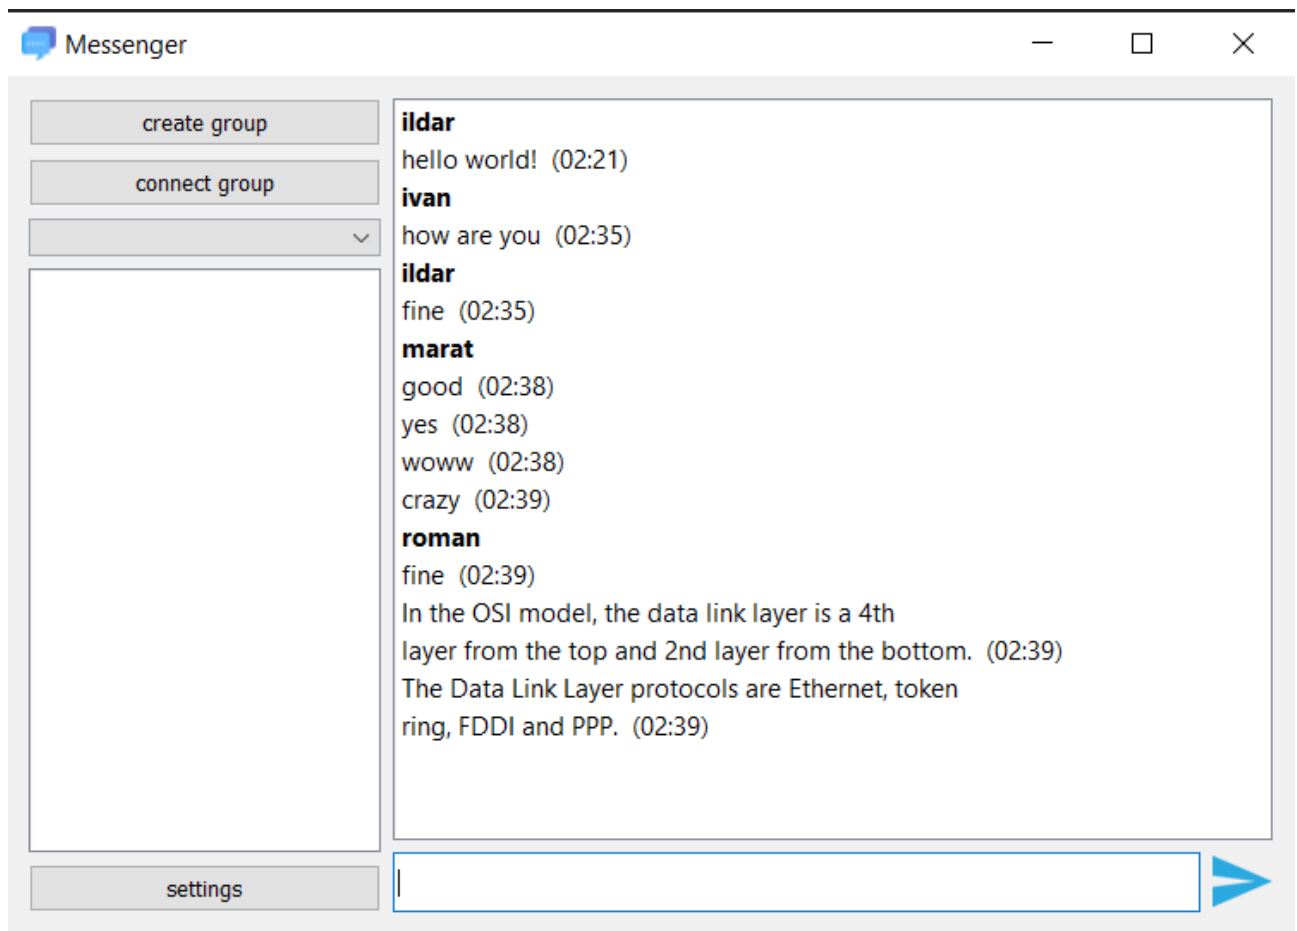 Messenger
create group
connect group
settings
ildar
hello world!  (02:21)
ivan
how are you  (02:35)
ildar
fine  (02:35)
marat
good  (02:38)
yes  (02:38)
woww  (02:38)
crazy  (02:39)
roman
fine  (02:39)
In the OSI model, the data link layer is a 4th
layer from the top and 2nd layer from the bottom.  (02:39)
The Data Link Layer protocols are Ethernet, token
ring, FDDI and PPP.  (02:39)